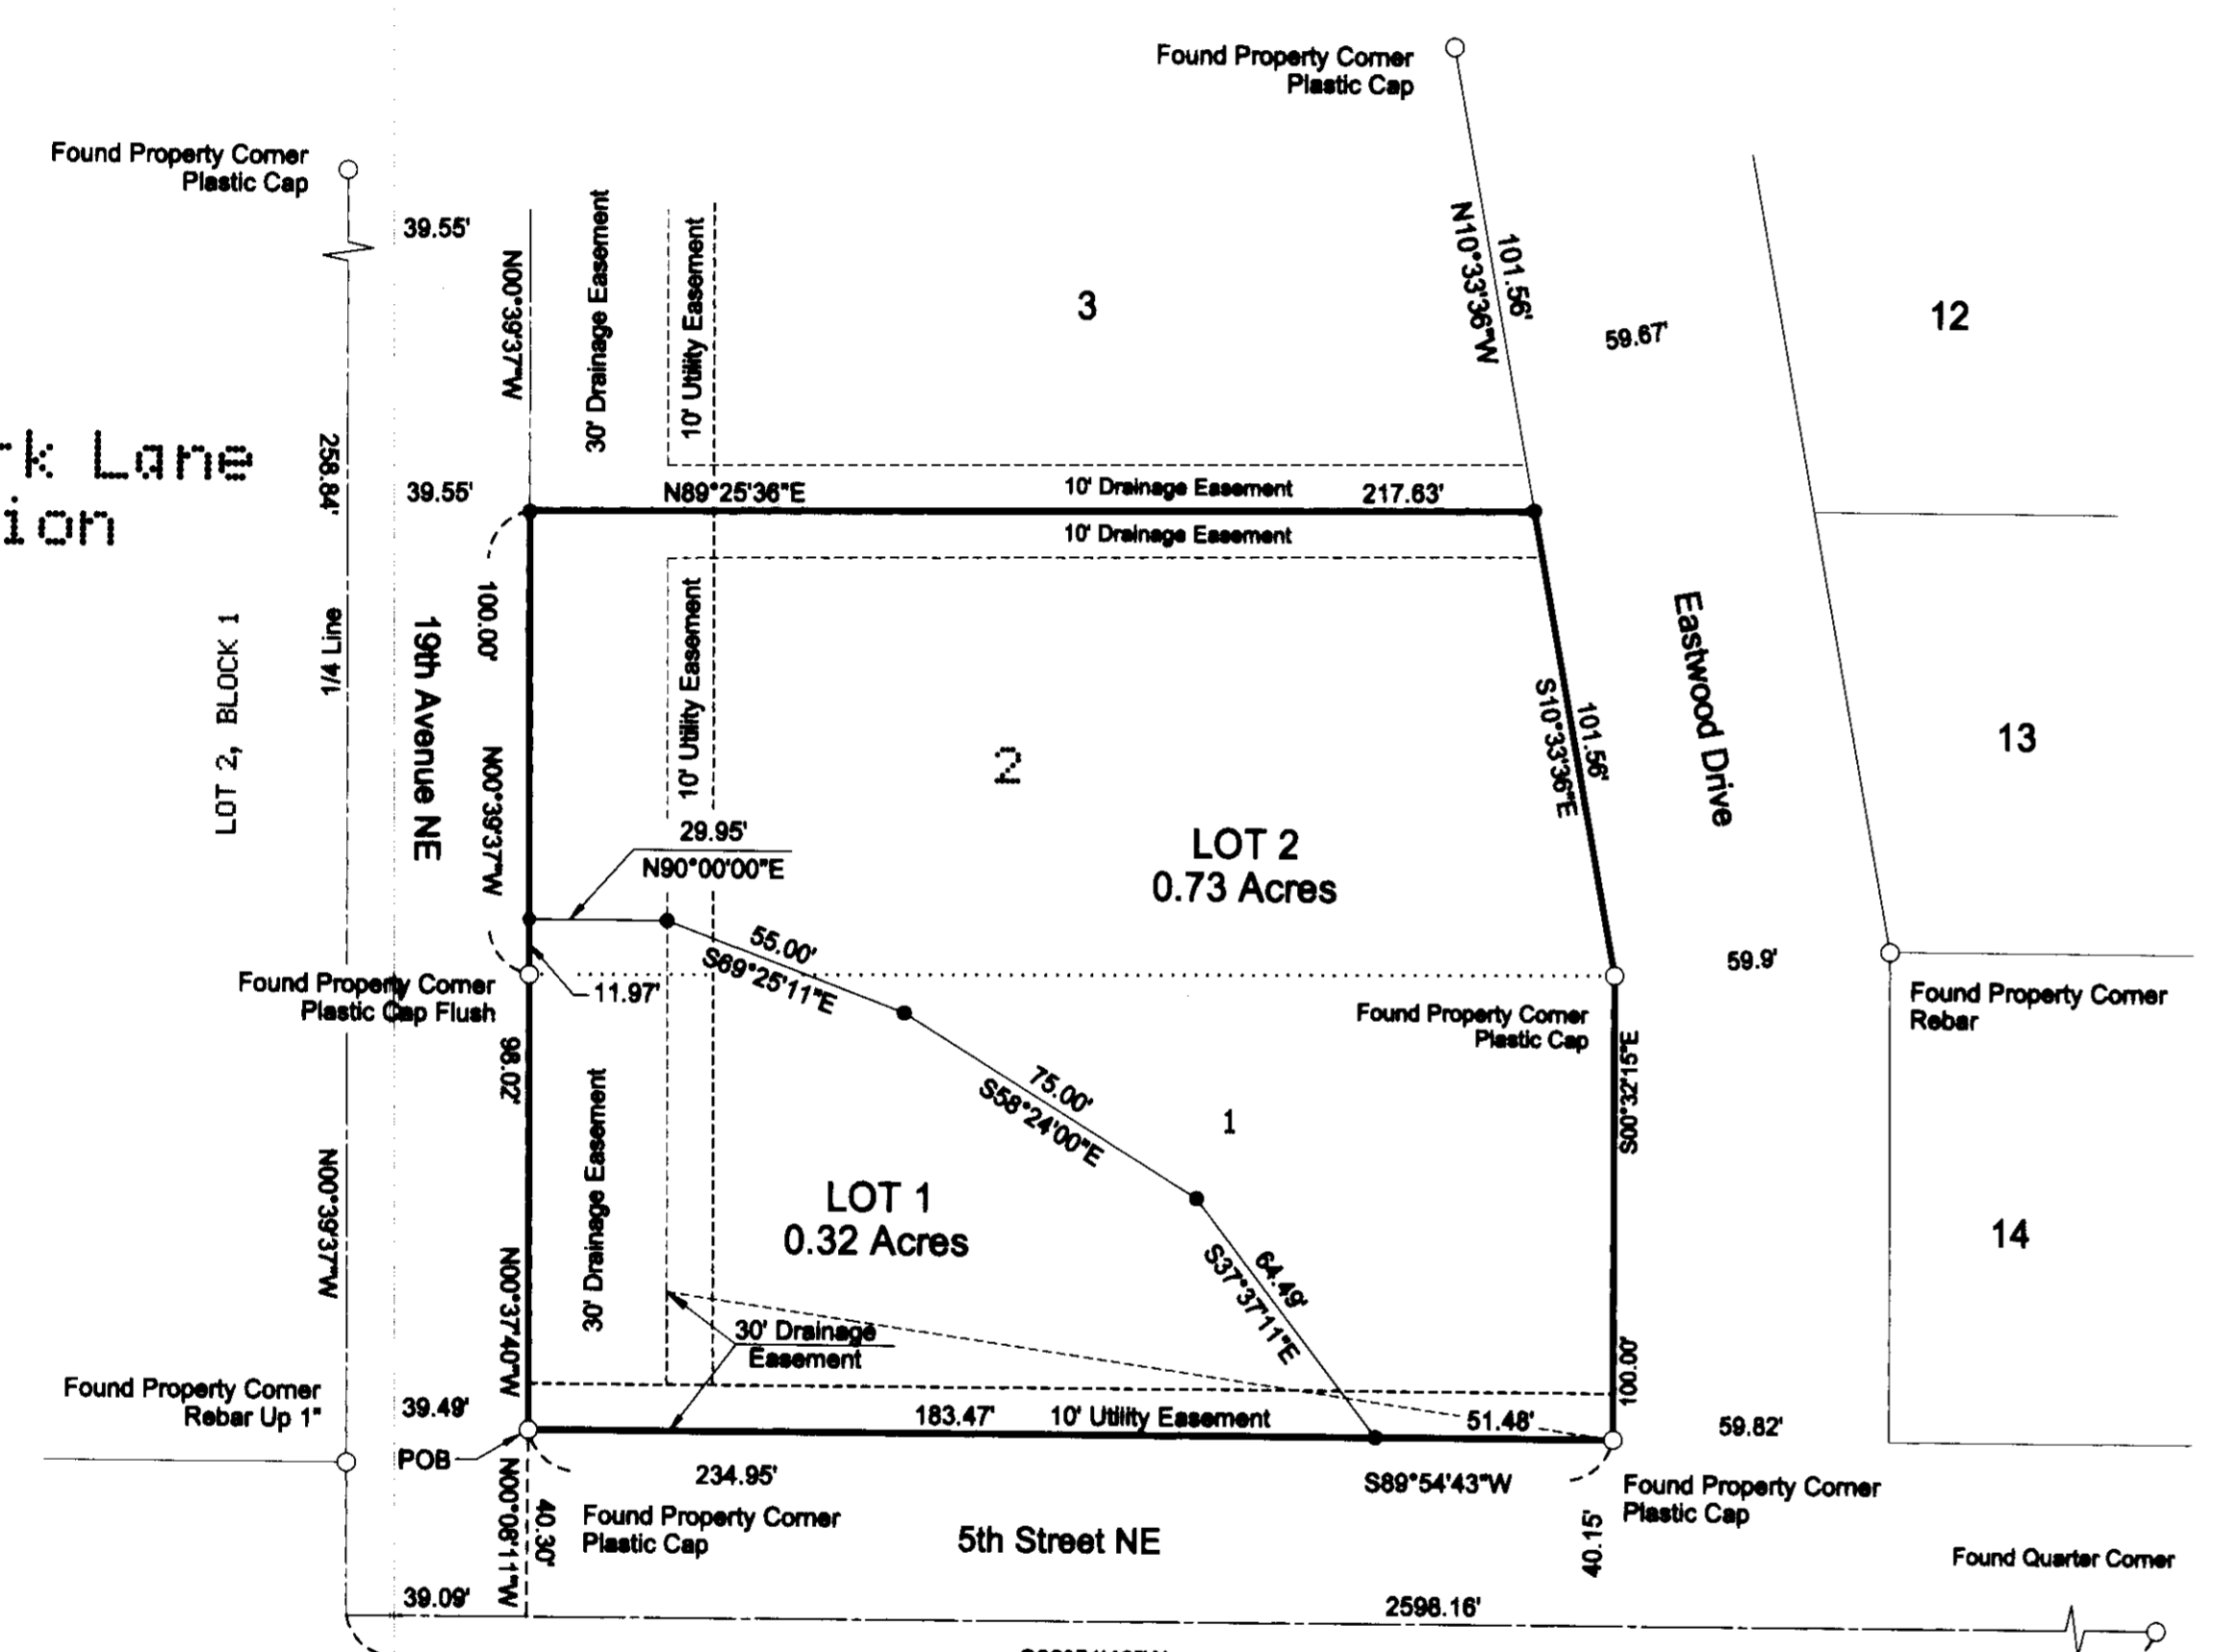 Found Property Corner
Plastic Cap
Found Property Corner
Plastic Cap
39.55'
N00°39'37"W
30' Drainage Easement
10' Utility Easement
3
N10°33'36"W
101.56'
59.67'
12
rk Lane
ion
258.84'
39.55'
N89°25'36"E
10' Drainage Easement
217.63'
10' Drainage Easement
LOT 2, BLOCK 1
1/4 Line
19th Avenue NE
100.00'
N00°39'37"W
10' Utility Easement
2
S10°33'36"E
101.56'
Eastwood Drive
13
29.95'
N90°00'00"E
LOT 2
0.73 Acres
55.00'
S69°25'11"E
59.9'
Found Property Corner
Plastic Cap Flush
11.97'
Found Property Corner
Plastic Cap
Found Property Corner
Rebar
98.02'
30' Drainage Easement
75.00'
S58°24'00"E
1
S00°32'15"E
N00°39'37"W
LOT 1
0.32 Acres
14
N00°37'40"W
64.49'
S37°37'11"E
30' Drainage
Easement
100.00'
Found Property Corner
Rebar Up 1"
39.49'
183.47'
10' Utility Easement
51.48'
59.82'
POB
234.95'
S89°54'43"W
Found Property Corner
Plastic Cap
N00°08'11"W
40.30'
Found Property Corner
Plastic Cap
5th Street NE
40.15'
Found Quarter Corner
39.09'
2598.16'